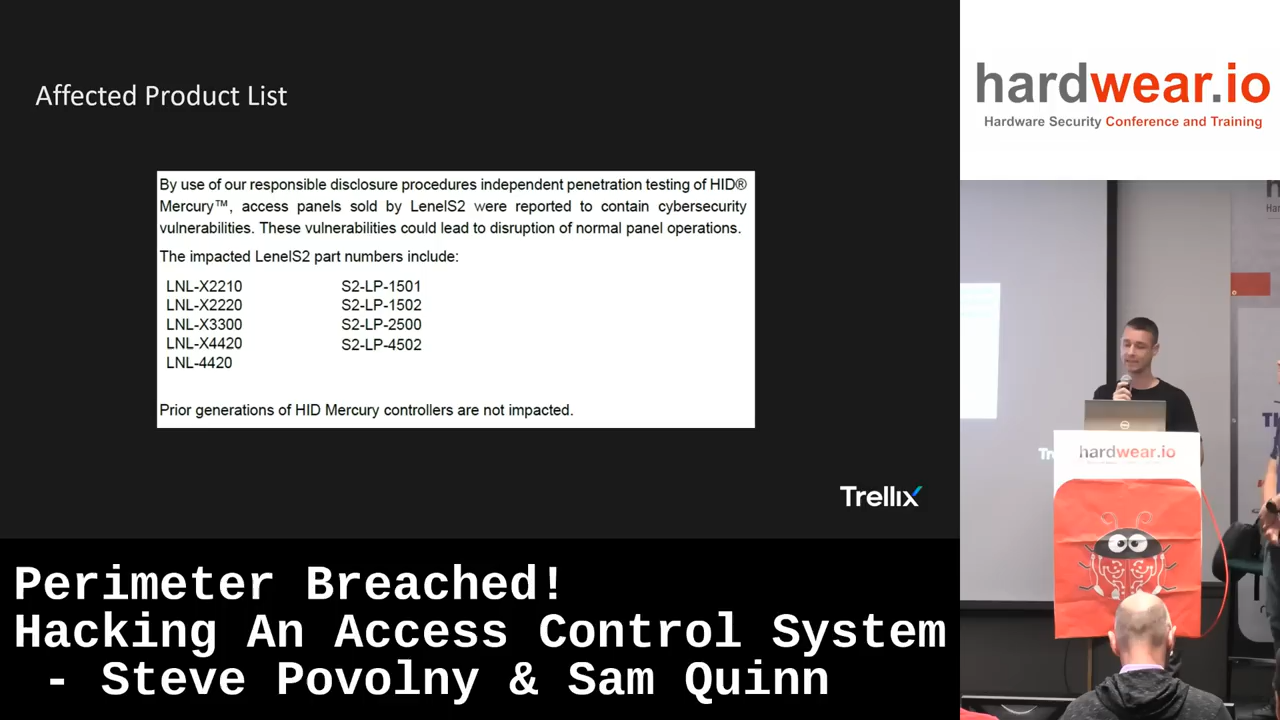 Affected Product List
By use of our responsible disclosure procedures independent penetration testing of HID®
Mercury™, access panels sold by LenelS2 were reported to contain cybersecurity
vulnerabilities. These vulnerabilities could lead to disruption of normal panel operations.
The impacted LenelS2 part numbers include:
LNL-X2210 S2-LP-1501
LNL-X2220 S2-LP-1502
LNL-X3300 S2-LP-2500
LNL-X4420 S2-LP-4502
LNL-4420
Prior generations of HID Mercury controllers are not impacted.
Trellix
Perimeter Breached!
Hacking An Access Control System
- Steve Povolny & Sam Quinn
hardwear.io
Hardware Security Conference and Training
hardwear.io